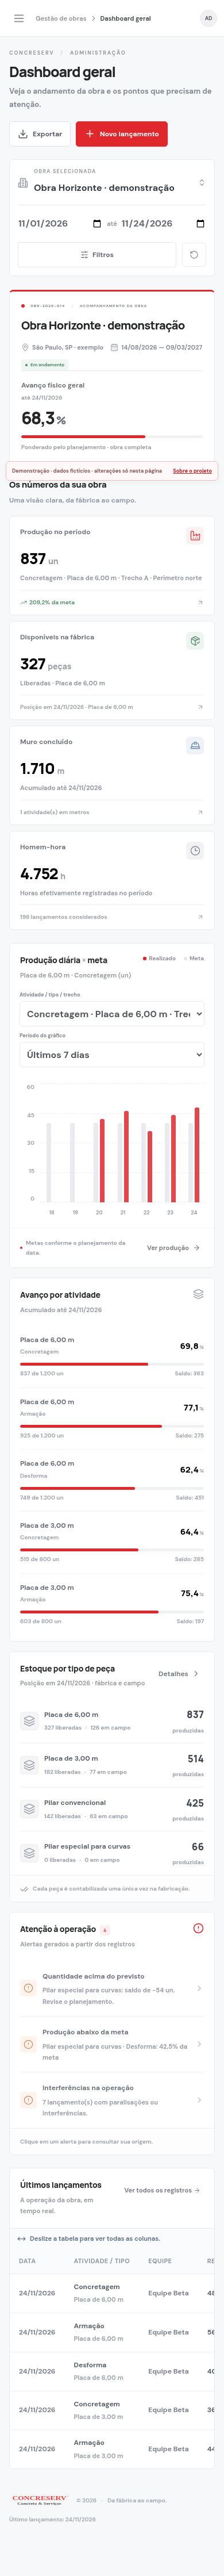 Gestão de obras > Dashboard geral
AD
CONCRESERV / ADMINISTRAÇÃO
Dashboard geral
Veja o andamento da obra e os pontos que precisam de
atenção.
Exportar
Novo lançamento
OBRA SELECIONADA
Obra Horizonte · demonstração
11/01/2026 até 11/24/2026
Filtros
ACOMPANHAMENTO DA OBRA
Obra Horizonte · demonstração
São Paulo, SP · exemplo 14/08/2026 — 09/03/2027
Em andamento
Avanço físico geral
até 24/11/2026
68,3%
Ponderado pelo planejamento · obra completa
Demonstração · dados fictícios · alterações só nesta página Sobre o projeto
Os números da sua obra
Uma visão clara, da fábrica ao campo.
Produção no período
837 un
Concretagem · Placa de 6,00 m · Trecho A · Perímetro norte
209,2% da meta
Disponíveis na fábrica
327 peças
Liberadas · Placa de 6,00 m
Posição em 24/11/2026 · Placa de 6,00 m
Muro concluído
1.710 m
Acumulado até 24/11/2026
1 atividade(s) em metros
Homem-hora
4.752 h
Horas efetivamente registradas no período
198 lançamentos considerados
Produção diária × meta
Realizado Meta
Placa de 6,00 m · Concretagem (un)
Atividade / tipo / trecho
Concretagem · Placa de 6,00 m · Trec
Período do gráfico
Últimos 7 dias
60
45
30
15
0
18 19 20 21 22 23 24
Metas conforme o planejamento da
data.
Ver produção
Avanço por atividade
Acumulado até 24/11/2026
Placa de 6,00 m
Concretagem
69,8%
837 de 1.200 un Saldo: 363
Placa de 6,00 m
Armação
77,1%
925 de 1.200 un Saldo: 275
Placa de 6,00 m
Desforma
62,4%
749 de 1.200 un Saldo: 451
Placa de 3,00 m
Concretagem
64,4%
515 de 800 un Saldo: 285
Placa de 3,00 m
Armação
75,4%
603 de 800 un Saldo: 197
Estoque por tipo de peça
Posição em 24/11/2026 · fábrica e campo
Detalhes
Placa de 6,00 m
327 liberadas · 126 em campo
837
produzidas
Placa de 3,00 m
162 liberadas · 77 em campo
514
produzidas
Pilar convencional
142 liberadas · 63 em campo
425
produzidas
Pilar especial para curvas
0 liberadas · 0 em campo
66
produzidas
Cada peça é contabilizada uma única vez na fabricação.
Atenção à operação
Alertas gerados a partir dos registros
Quantidade acima do previsto
Pilar especial para curvas: saldo de -54 un.
Revise o planejamento.
Produção abaixo da meta
Pilar especial para curvas · Desforma: 42,5% da
meta
Interferências na operação
7 lançamento(s) com paralisações ou
interferências.
Clique em um alerta para consultar sua origem.
Últimos lançamentos
A operação da obra, em
tempo real.
Ver todos os registros →
Deslize a tabela para ver todas as colunas.
DATA ATIVIDADE / TIPO EQUIPE RE
24/11/2026 Concretagem Placa de 6,00 m Equipe Beta 48
24/11/2026 Armação Placa de 6,00 m Equipe Beta 56
24/11/2026 Desforma Placa de 6,00 m Equipe Beta 40
24/11/2026 Concretagem Placa de 3,00 m Equipe Beta 36
24/11/2026 Armação Placa de 3,00 m Equipe Beta 44
CONCRESERV
Concreto & Serviços
© 2026 · Da fábrica ao campo.
Último lançamento: 24/11/2026